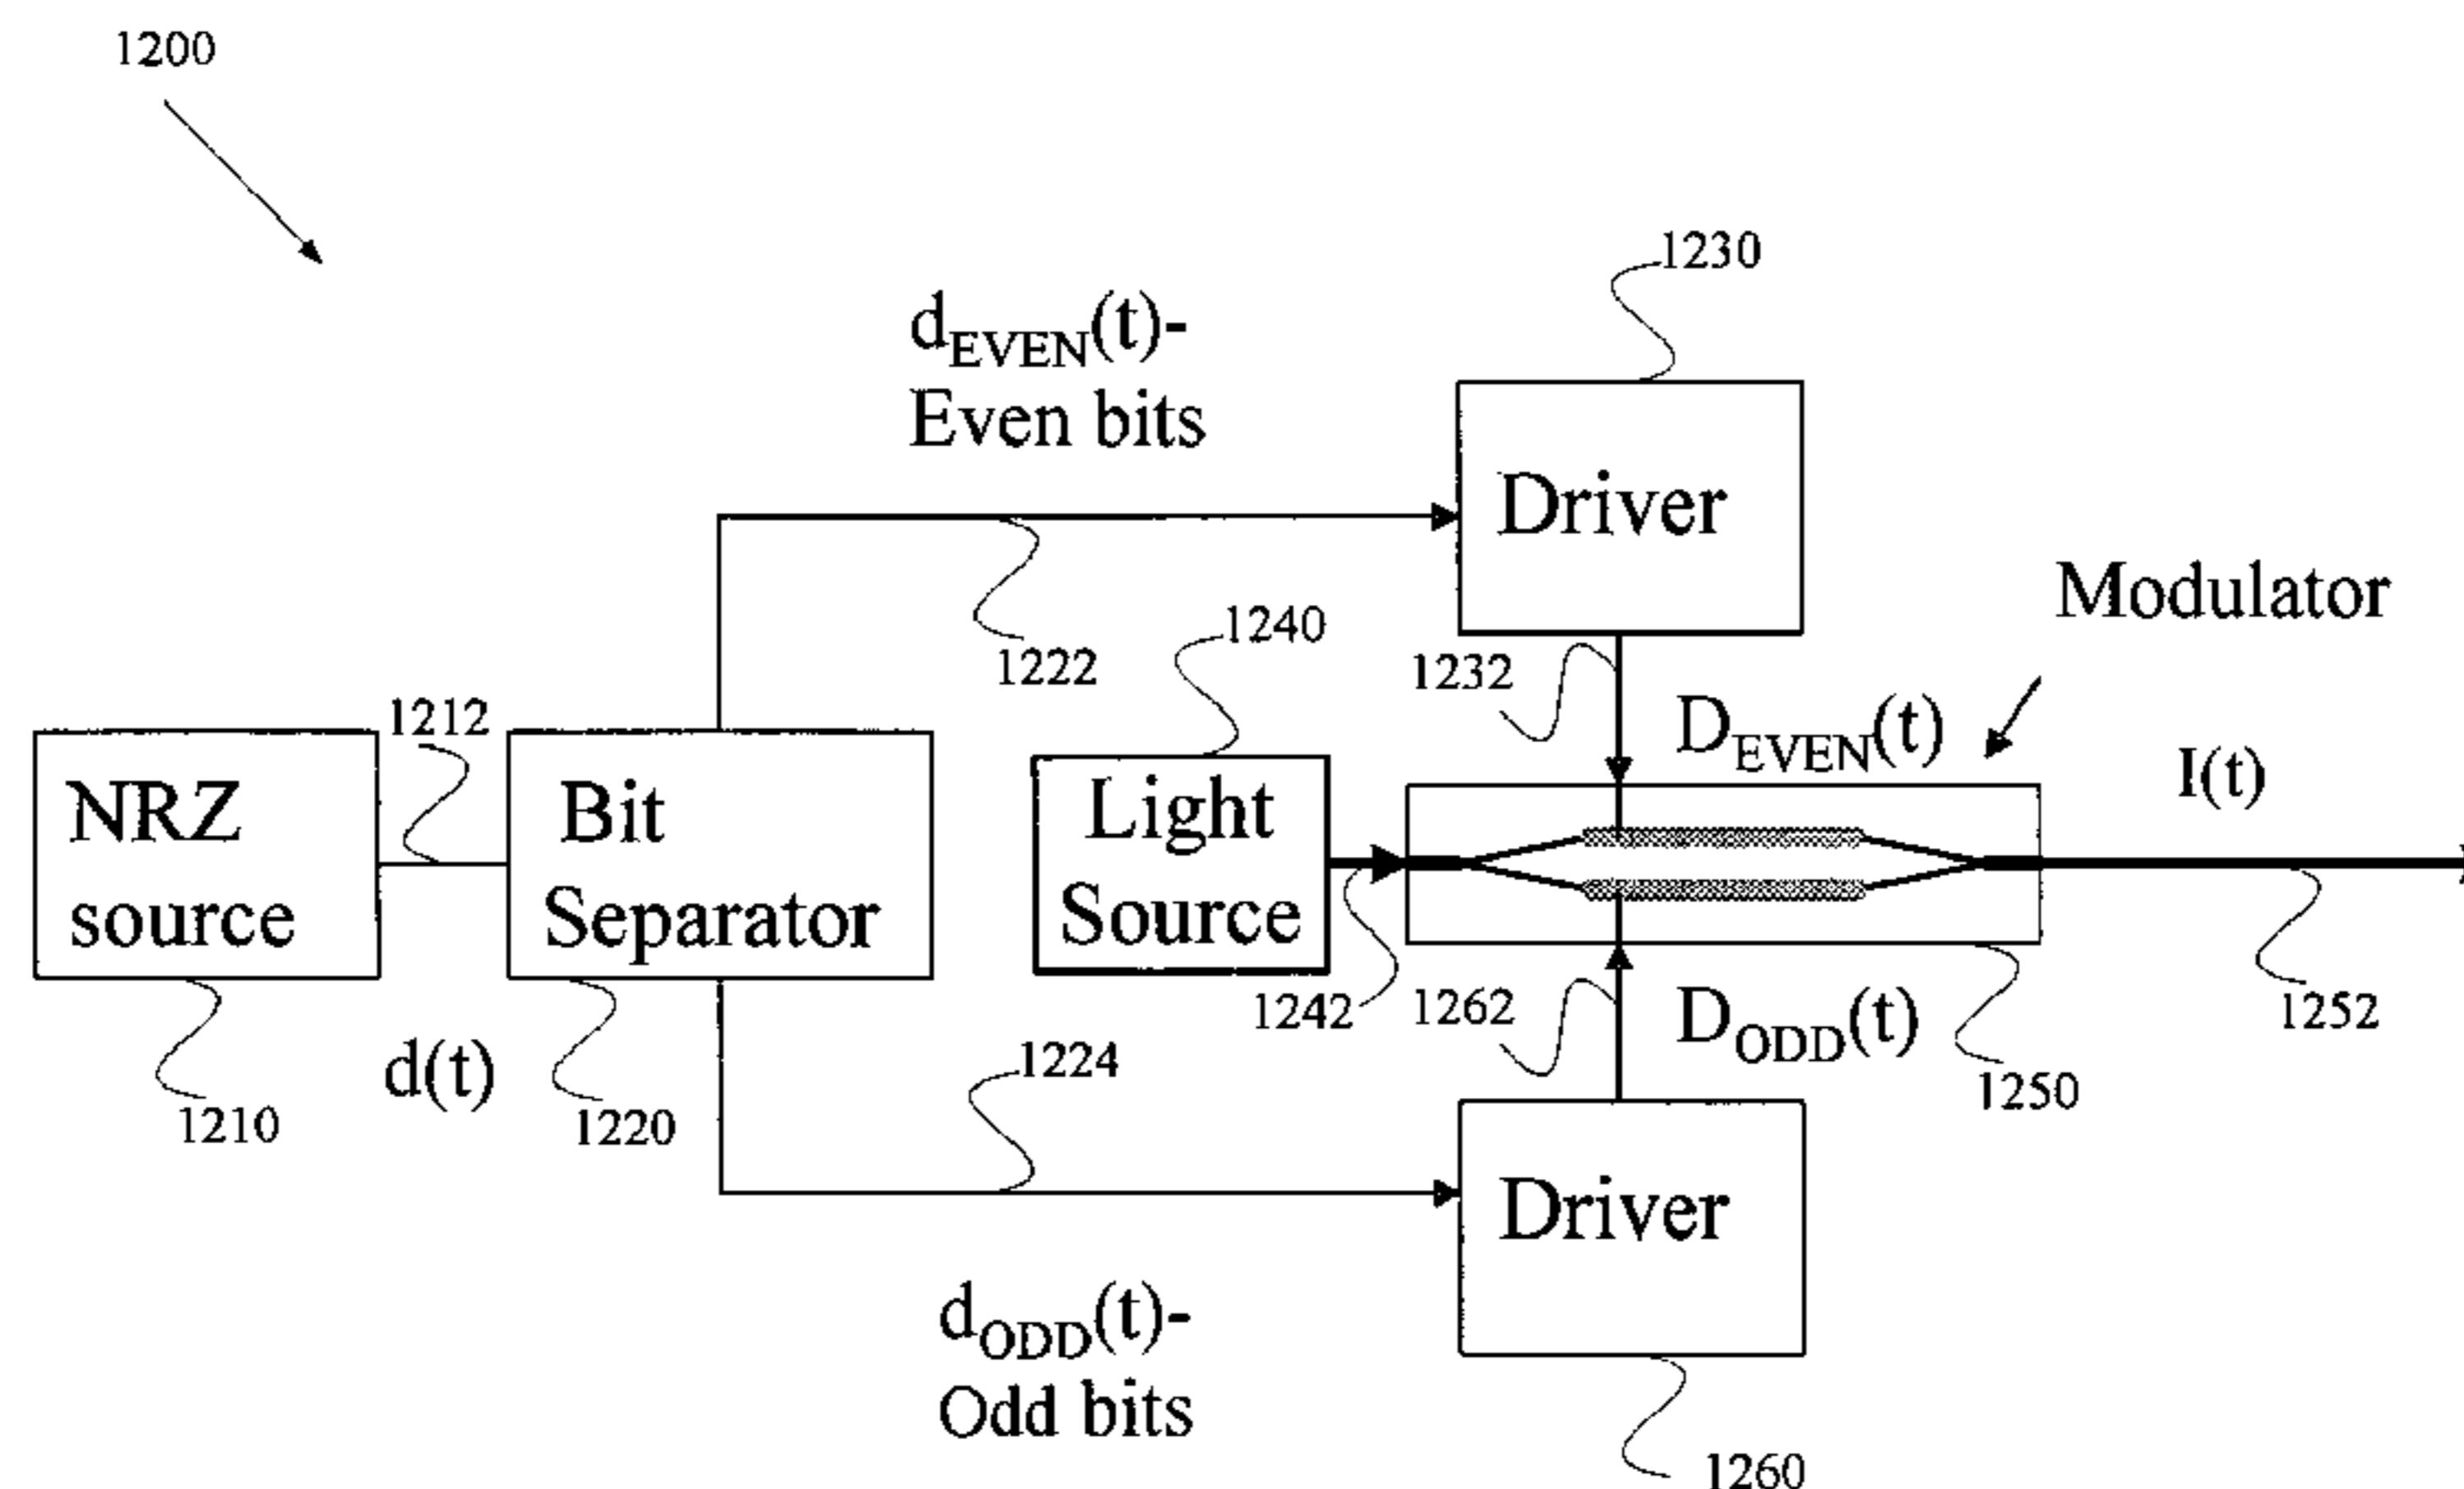 1200
1230
d_EVEN(t)-
Even bits
Driver
Modulator
1240
1222
1232
1212
D_EVEN(t)
I(t)
NRZ
source
Bit
Separator
Light
Source
1242
1262
D_ODD(t)
1252
1224
d(t)
1250
1210
1220
Driver
d_ODD(t)-
Odd bits
1260